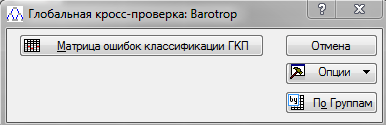 Глобальная кросс-проверка: Barotrop
Матрица ошибок классификации ГКП
Отмена
Опции
По Группам